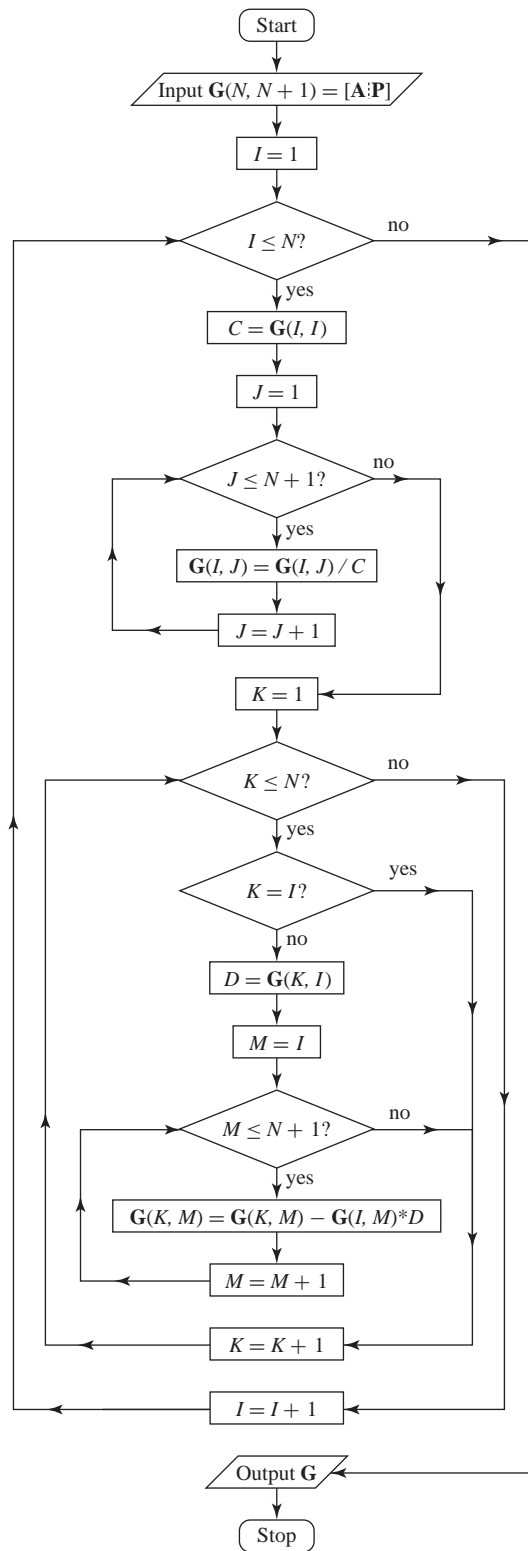 Start
Input G(N, N + 1) = [A⋮P]
I = 1
I ≤ N?
no
yes
C = G(I, I)
J = 1
J ≤ N + 1?
no
yes
G(I, J) = G(I, J) / C
J = J + 1
K = 1
K ≤ N?
no
yes
K = I?
yes
no
D = G(K, I)
M = I
M ≤ N + 1?
no
yes
G(K, M) = G(K, M) − G(I, M)*D
M = M + 1
K = K + 1
I = I + 1
Output G
Stop